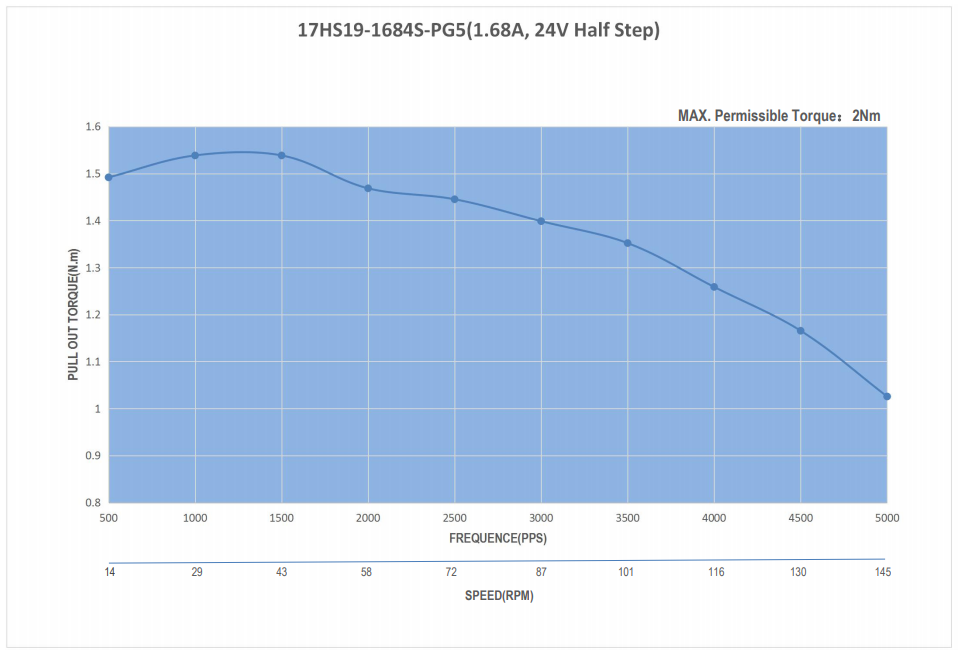 17HS19-1684S-PG5(1.68A, 24V Half Step)
MAX. Permissible Torque：2Nm
PULL OUT TORQUE(N.m)
1.6
1.5
1.4
1.3
1.2
1.1
1
0.9
0.8
500 1000 1500 2000 2500 3000 3500 4000 4500 5000
FREQUENCE(PPS)
14 29 43 58 72 87 101 116 130 145
SPEED(RPM)